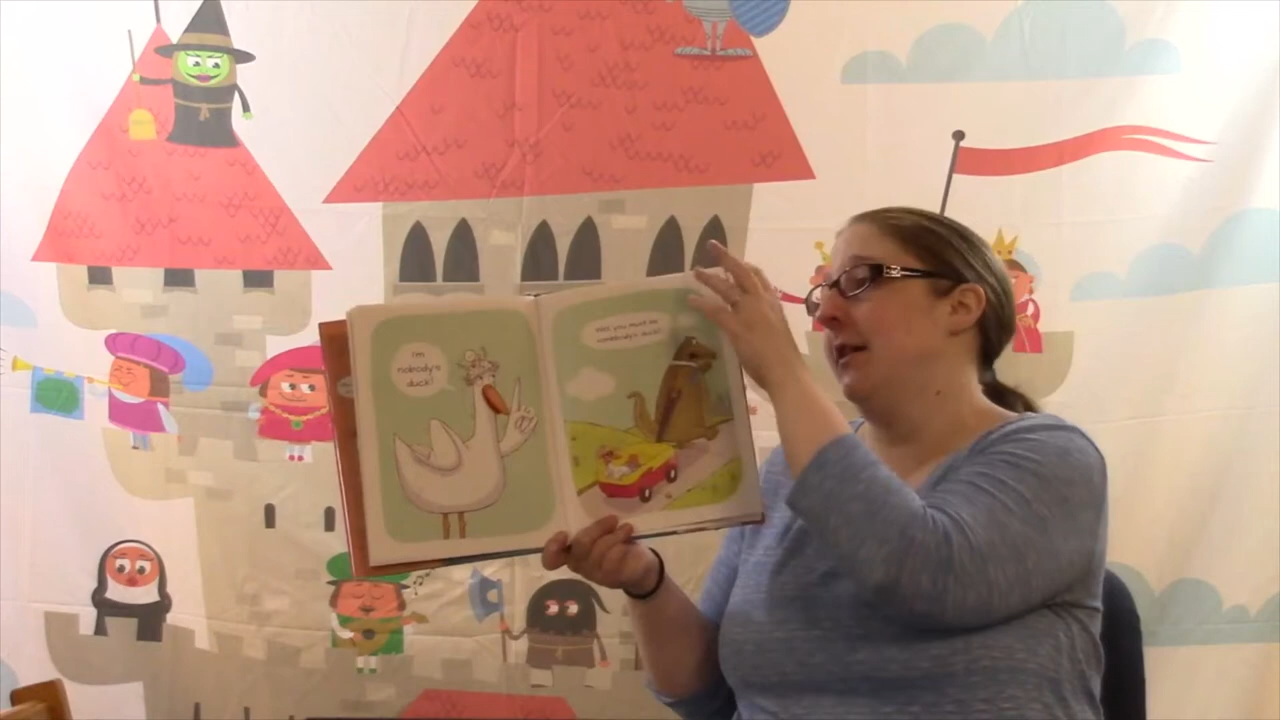 I'm
nobody's
duck!
Well, you must be
somebody's duck!